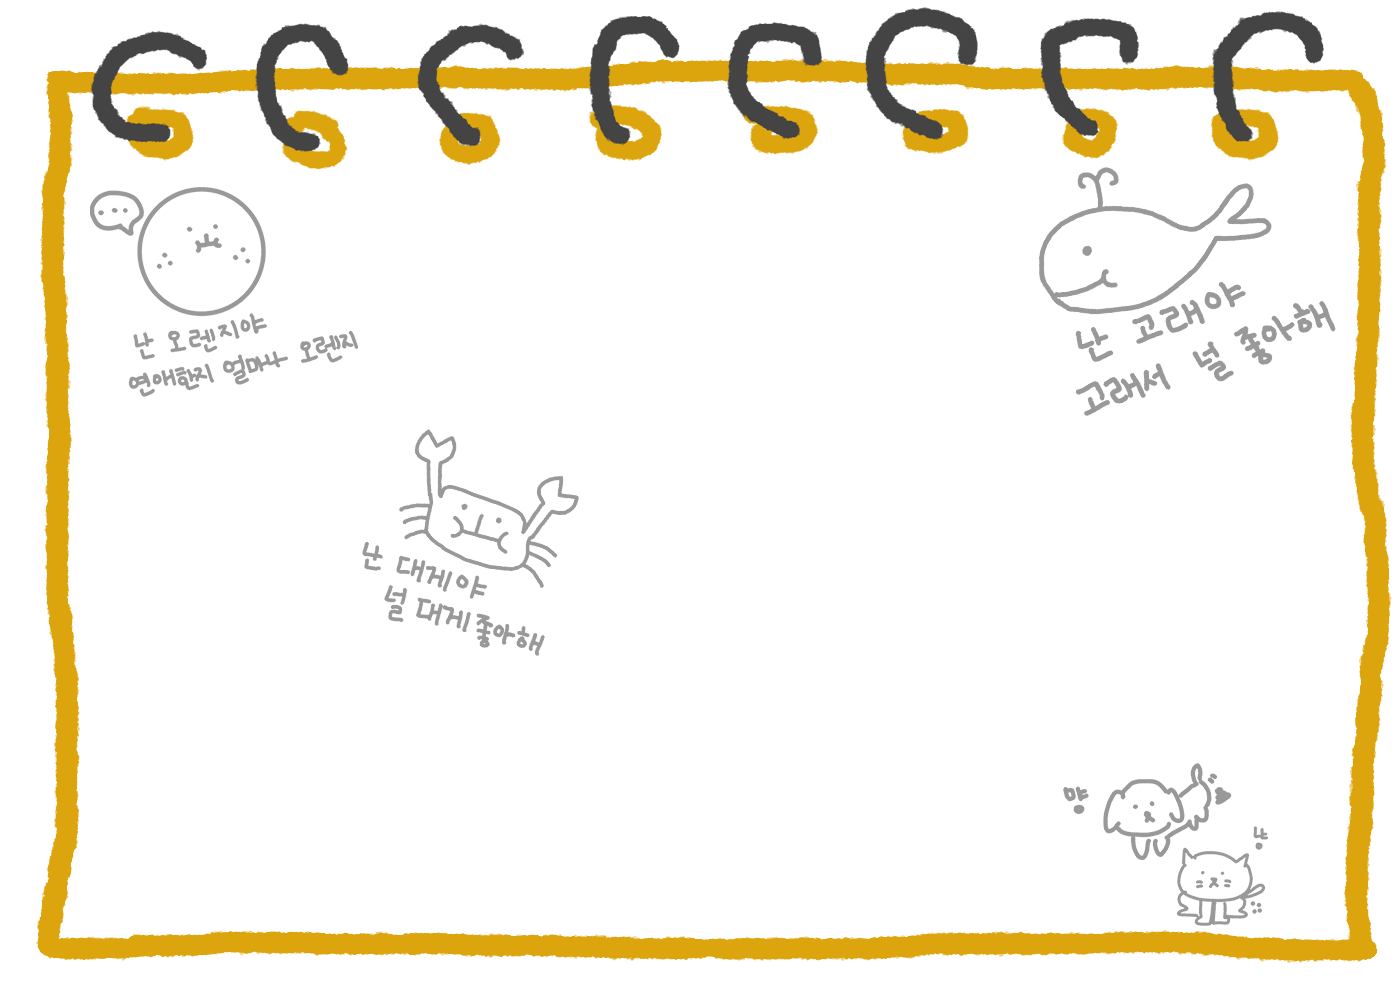 난 오렌지야
연애한지 얼마나 오렌지
난 고래야
고래서 널 좋아해
난 대게야
널 대게좋아해
먕
냥